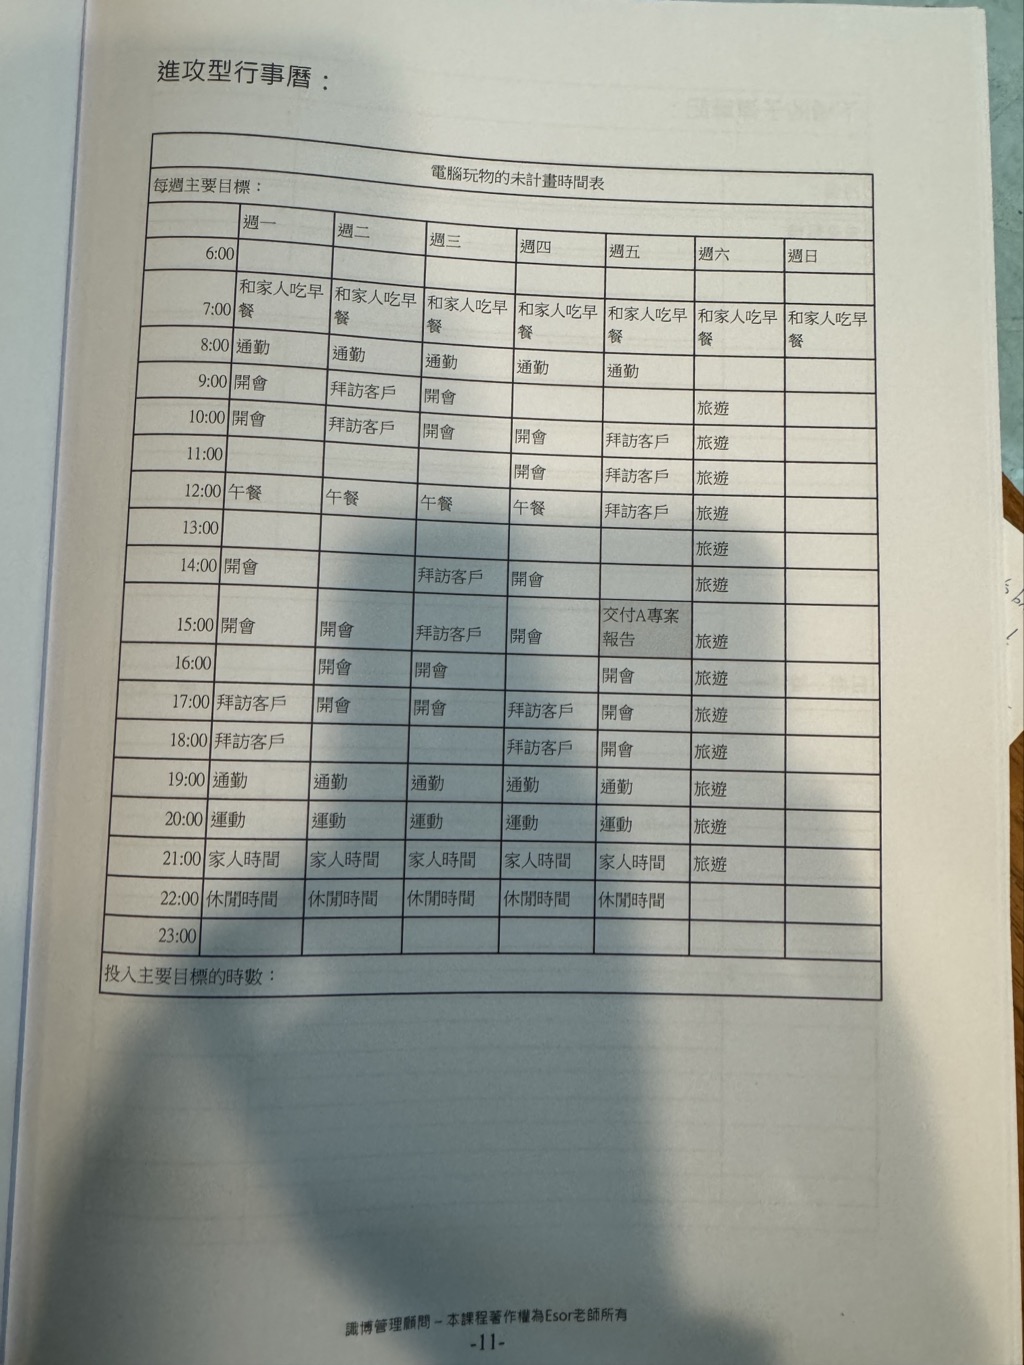 進攻型行事曆：
電腦玩物的未計畫時間表
每週主要目標：
週一 週二 週三 週四 週五 週六 週日
6:00
7:00 和家人吃早餐 和家人吃早餐 和家人吃早餐 和家人吃早餐 和家人吃早餐 和家人吃早餐 和家人吃早餐
8:00 通勤 通勤 通勤 通勤 通勤
9:00 開會 拜訪客戶 開會 旅遊
10:00 開會 拜訪客戶 開會 開會 拜訪客戶 旅遊
11:00 開會 拜訪客戶 旅遊
12:00 午餐 午餐 午餐 午餐 拜訪客戶 旅遊
13:00 旅遊
14:00 開會 拜訪客戶 開會 旅遊
15:00 開會 開會 拜訪客戶 開會 交付A專案報告 旅遊
16:00 開會 開會 開會 旅遊
17:00 拜訪客戶 開會 開會 拜訪客戶 開會 旅遊
18:00 拜訪客戶 拜訪客戶 開會 旅遊
19:00 通勤 通勤 通勤 通勤 通勤 旅遊
20:00 運動 運動 運動 運動 運動 旅遊
21:00 家人時間 家人時間 家人時間 家人時間 家人時間 旅遊
22:00 休閒時間 休閒時間 休閒時間 休閒時間 休閒時間
23:00
投入主要目標的時數：
識博管理顧問 – 本課程著作權為Esor老師所有
-11-